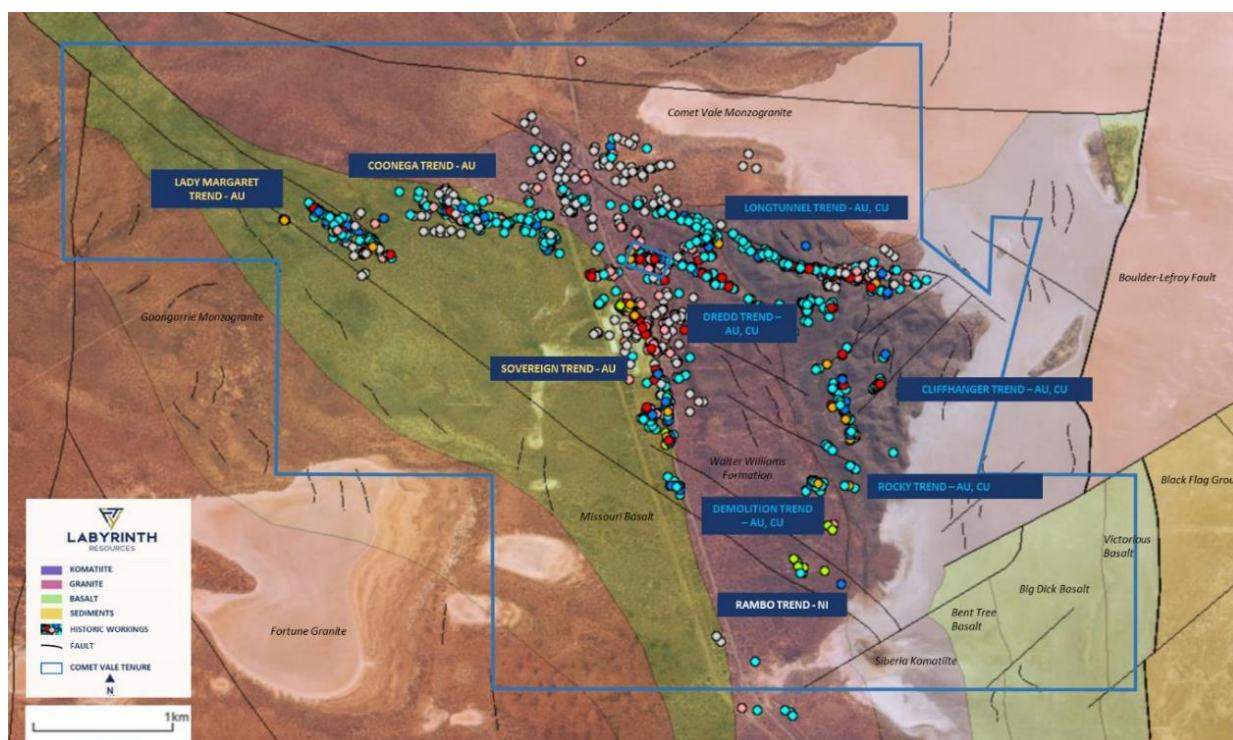 Comet Vale Monzogranite
COONEGA TREND - AU
LADY MARGARET
TREND - AU
LONGTUNNEL TREND - AU, CU
Boulder-Lefroy Fault
Goongarrie Monzogranite
DREDD TREND –
AU, CU
SOVEREIGN TREND - AU
CLIFFHANGER TREND – AU, CU
Walter Williams
Formation
ROCKY TREND – AU, CU
Black Flag Grou
Missouri Basalt
DEMOLITION TREND
– AU, CU
Victorious
Basalt
Big Dick Basalt
RAMBO TREND - NI
Bent Tree
Basalt
Fortune Granite
Siberia Komatiite
LABYRINTH
RESOURCES
KOMATIITE
GRANITE
BASALT
SEDIMENTS
HISTORIC WORKINGS
FAULT
COMET VALE TENURE
N
1km